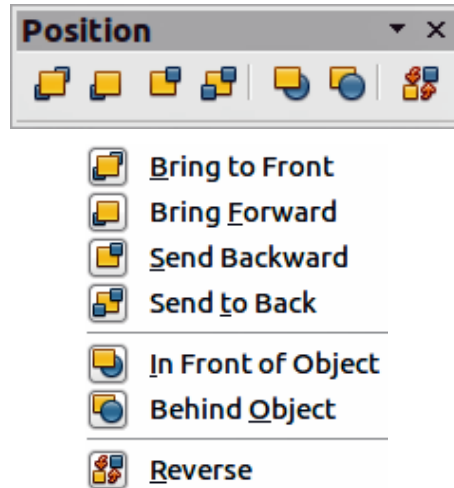 Position
Bring to Front
Bring Forward
Send Backward
Send to Back
In Front of Object
Behind Object
Reverse